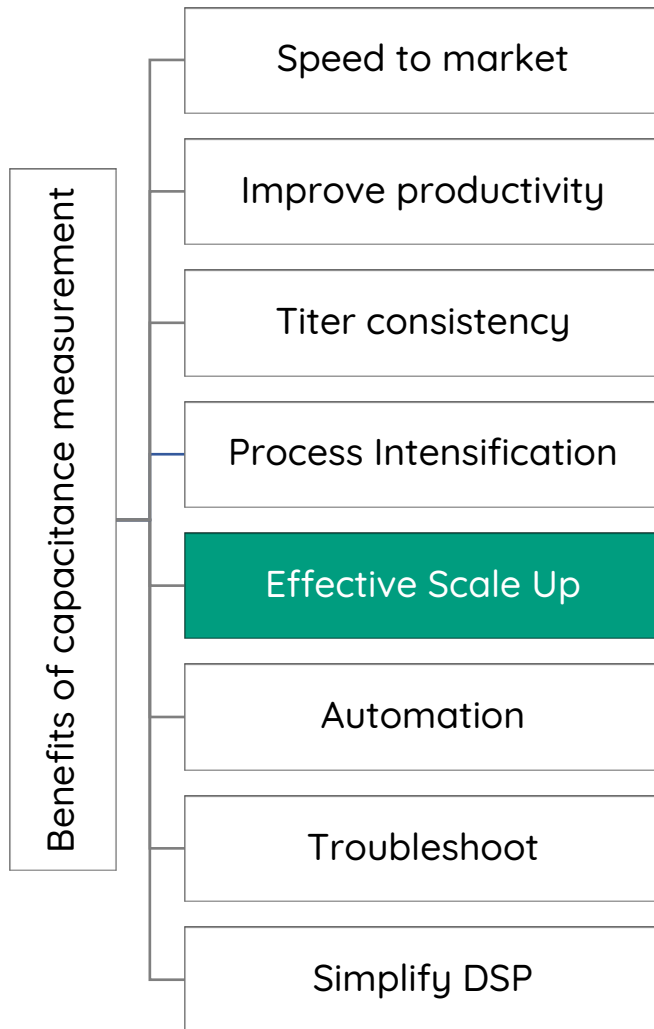 Benefits of capacitance measurement
Speed to market
Improve productivity
Titer consistency
Process Intensification
Effective Scale Up
Automation
Troubleshoot
Simplify DSP